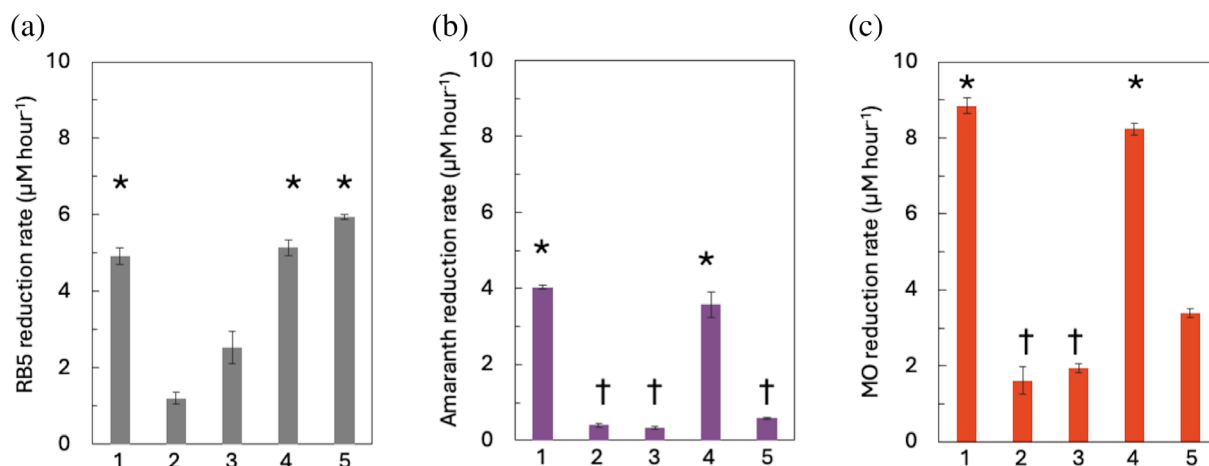 (a)
RB5 reduction rate (µM hour⁻¹)
10
8
6
4
2
0
* * *
1 2 3 4 5
(b)
Amaranth reduction rate (µM hour⁻¹)
10
8
6
4
2
0
* † † * †
1 2 3 4 5
(c)
MO reduction rate (µM hour⁻¹)
10
8
6
4
2
0
* † † *
1 2 3 4 5